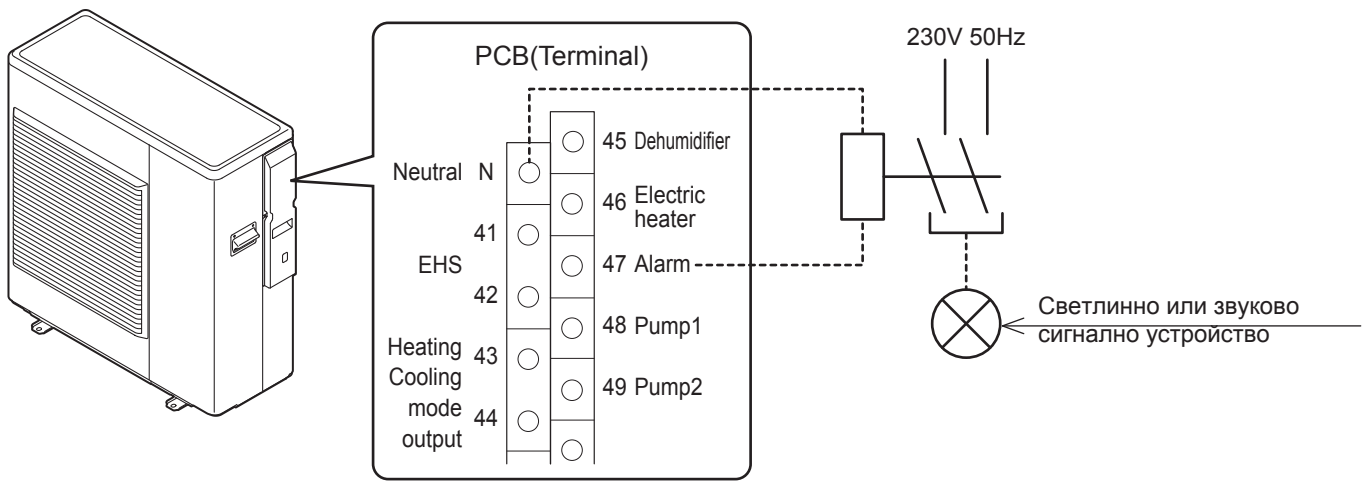 230V 50Hz
PCB(Terminal)
45 Dehumidifier
Neutral N
46 Electric
heater
41
EHS
47 Alarm
42
48 Pump1
Heating
43
Cooling
49 Pump2
mode
44
output
Светлинно или звуково
сигнално устройство